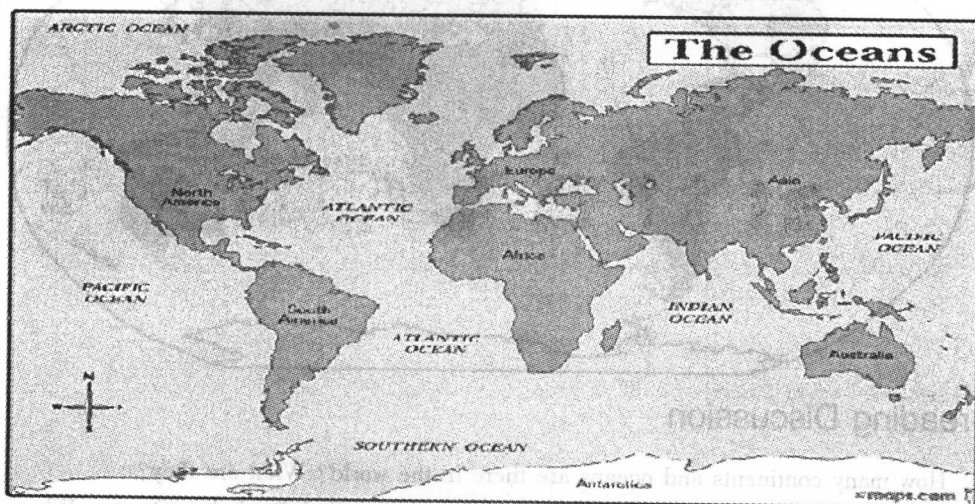 ARCTIC OCEAN
The Oceans
Europe
Asia
North
America
ATLANTIC
OCEAN
PACIFIC
OCEAN
Africa
PACIFIC
OCEAN
South
America
INDIAN
OCEAN
ATLANTIC
OCEAN
Australia
N
W
S
reading Discussion
SOUTHERN OCEAN
How many continents and oceans are there in the world
Antarctica
maps.com